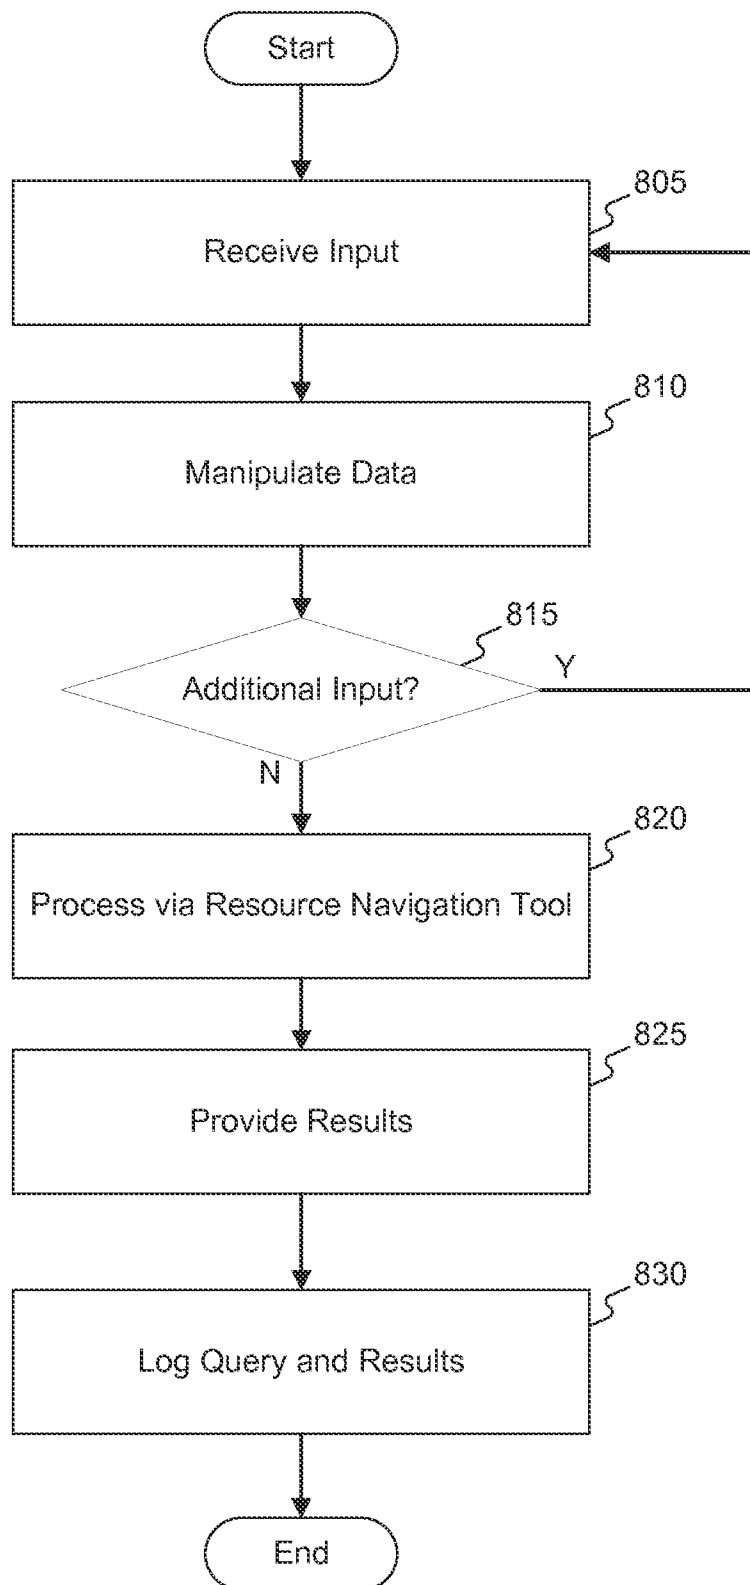 Start
805
Receive Input
810
Manipulate Data
815
Additional Input?
Y
N
820
Process via Resource Navigation Tool
825
Provide Results
830
Log Query and Results
End